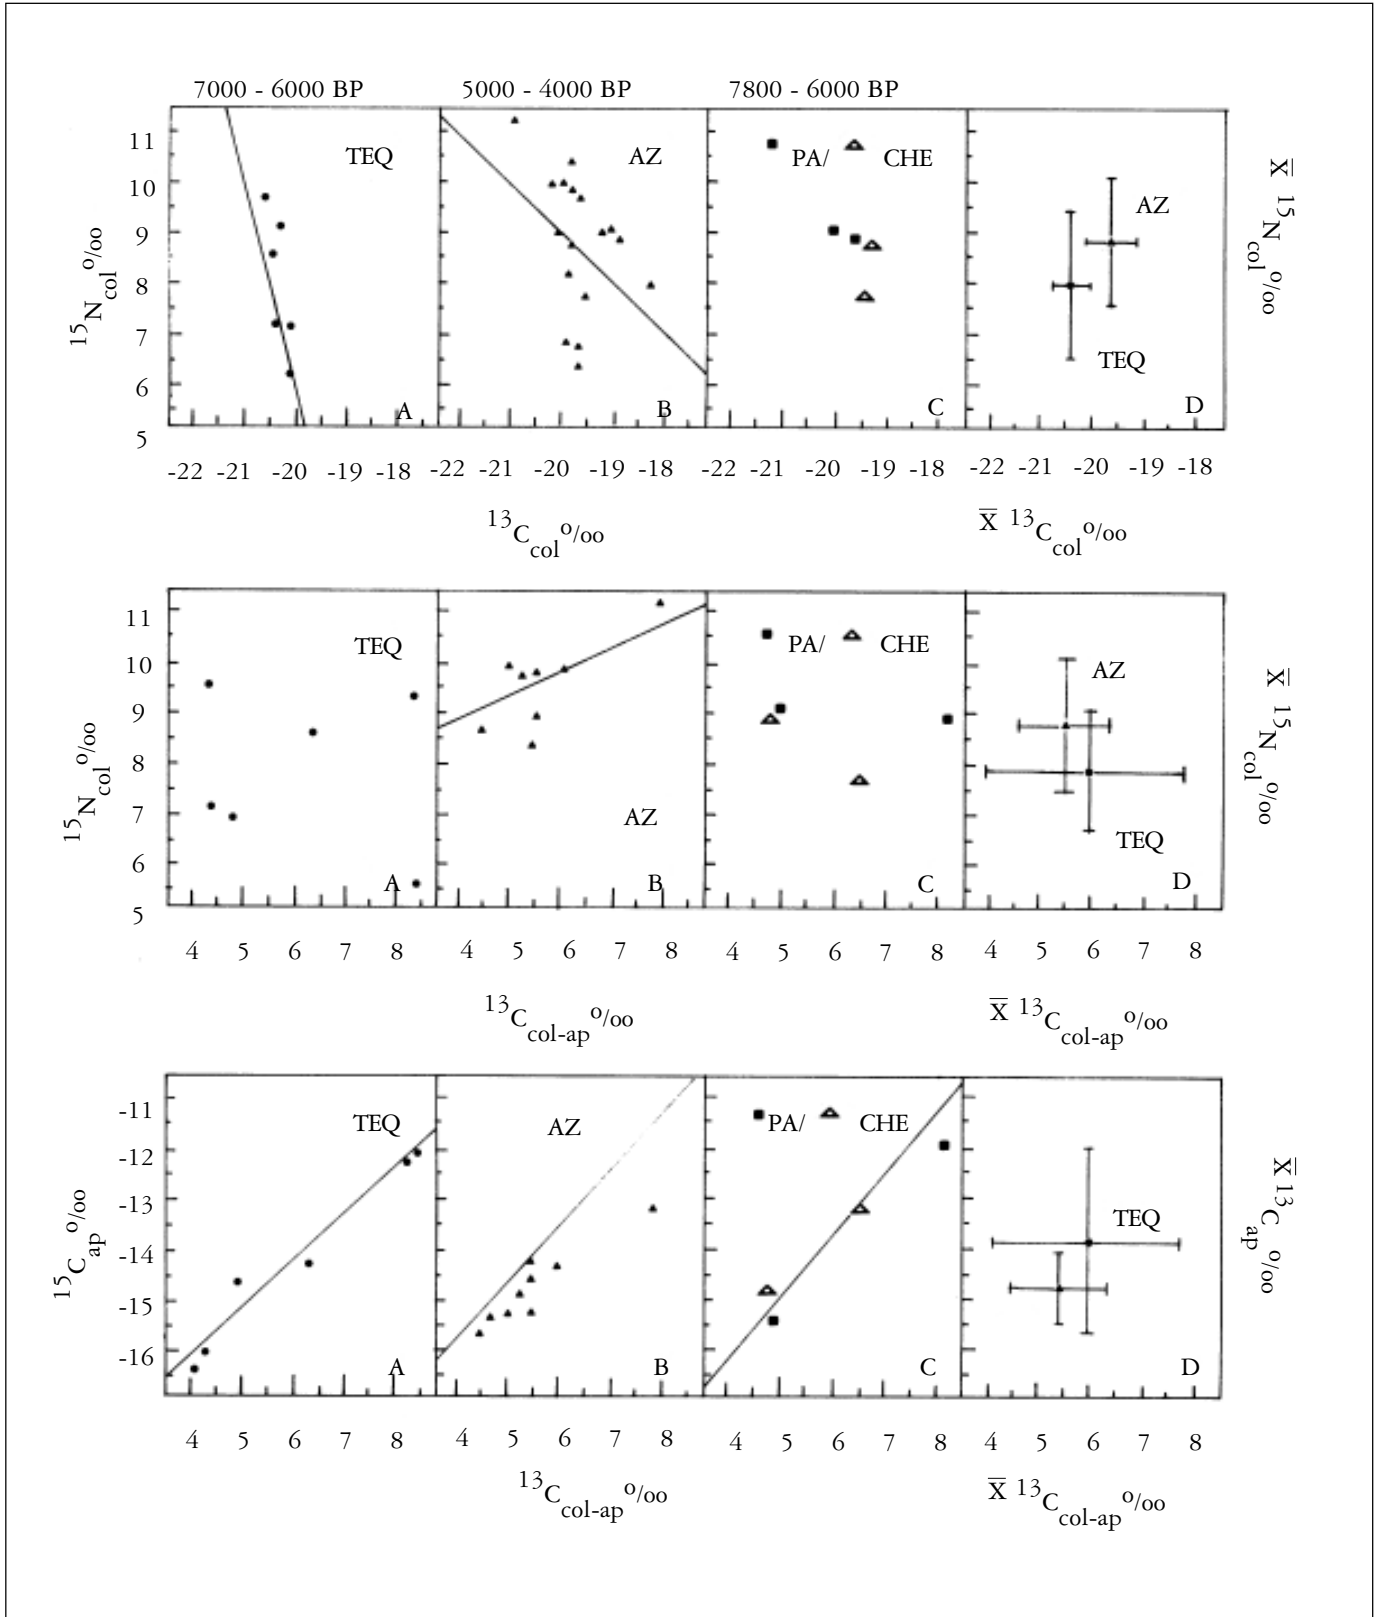 7000 - 6000 BP 5000 - 4000 BP 7800 - 6000 BP
11 TEQ AZ PA/ CHE
10
9 AZ
8
7
6 TEQ
5 A B C D
15Ncol o/oo
X̅ 15Ncol o/oo
-22 -21 -20 -19 -18 -22 -21 -20 -19 -18 -22 -21 -20 -19 -18 -22 -21 -20 -19 -18
13Ccol o/oo X̅ 13Ccol o/oo
11 TEQ PA/ CHE
10 AZ
9
8
7 AZ TEQ
6
5 A B C D
15Ncol o/oo
X̅ 15Ncol o/oo
4 5 6 7 8 4 5 6 7 8 4 5 6 7 8 4 5 6 7 8
13Ccol-ap o/oo X̅ 13Ccol-ap o/oo
-11 TEQ AZ PA/ CHE
-12
-13 TEQ
-14
-15
-16 A B C D
15Cap o/oo
X̅ 13Cap o/oo
4 5 6 7 8 4 5 6 7 8 4 5 6 7 8 4 5 6 7 8
13Ccol-ap o/oo X̅ 13Ccol-ap o/oo